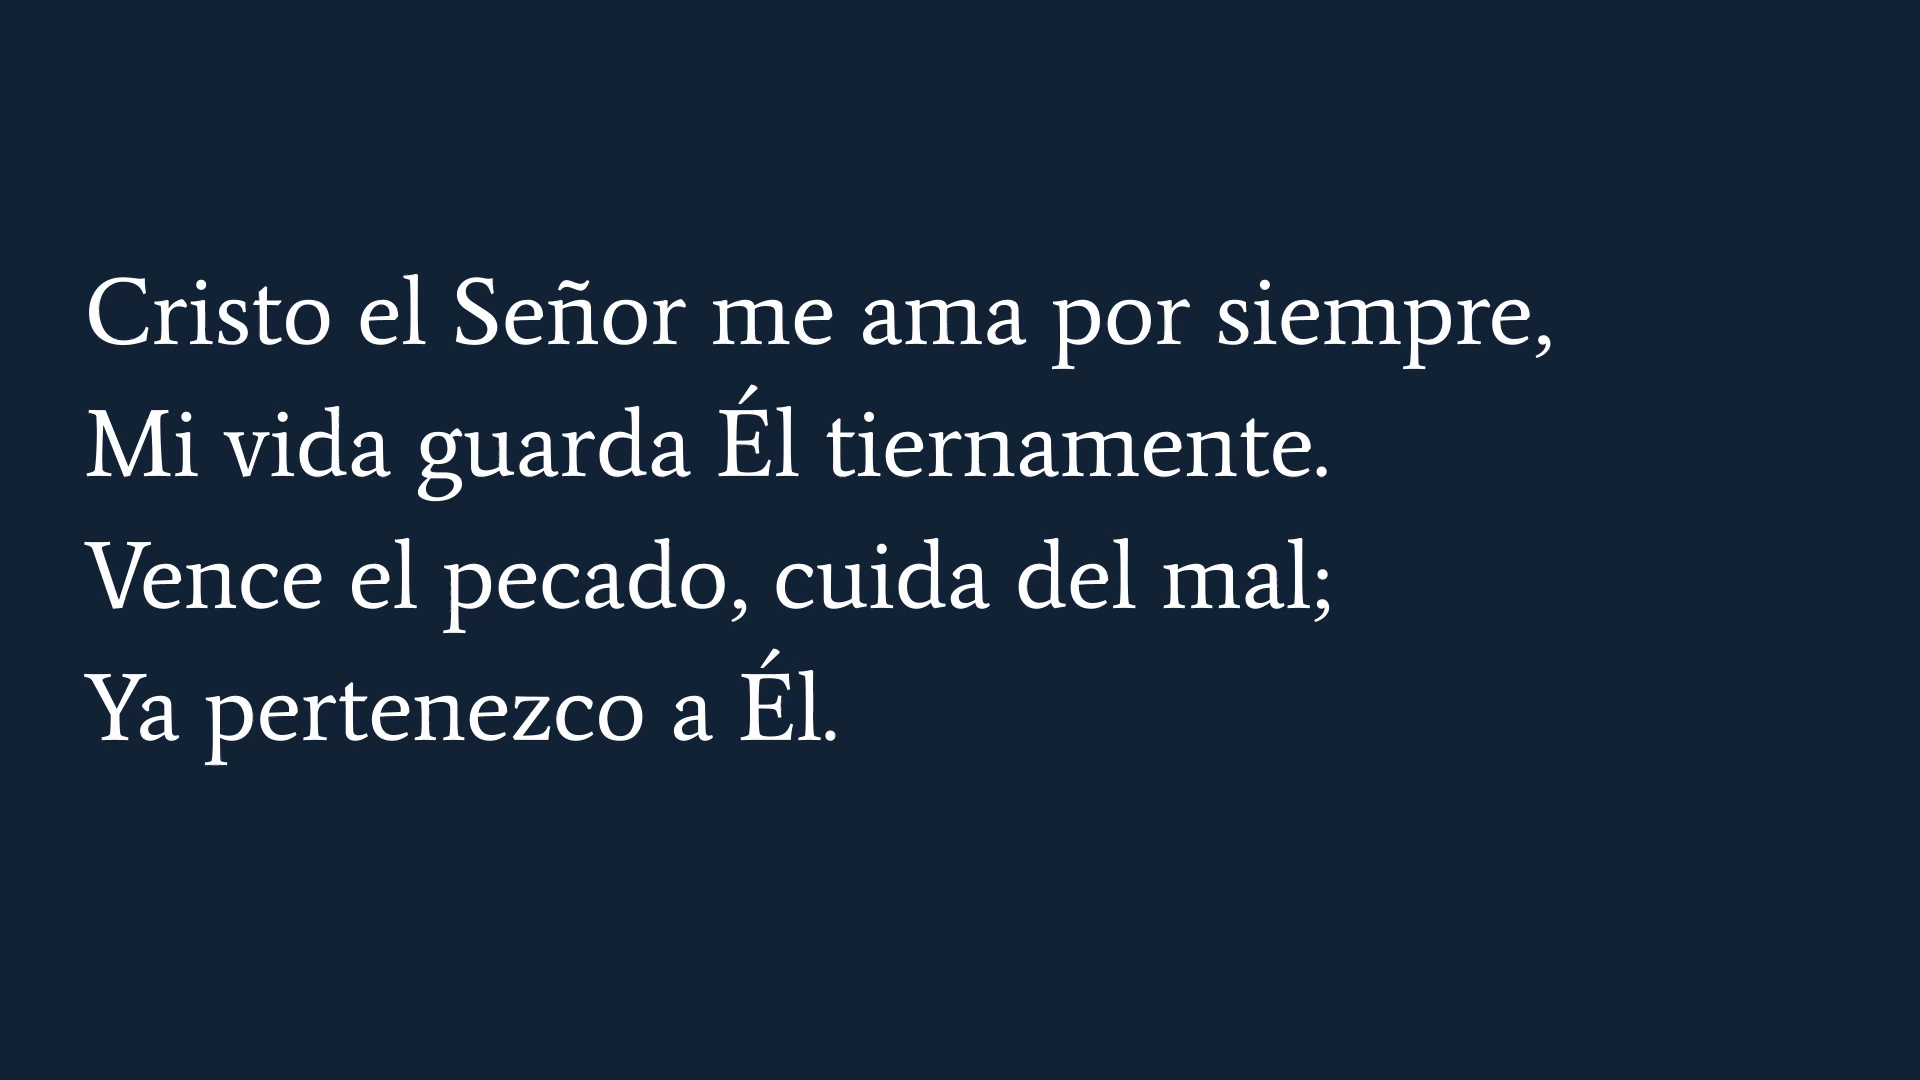 Cristo el Señor me ama por siempre,
Mi vida guarda Él tiernamente.
Vence el pecado, cuida del mal;
Ya pertenezco a Él.